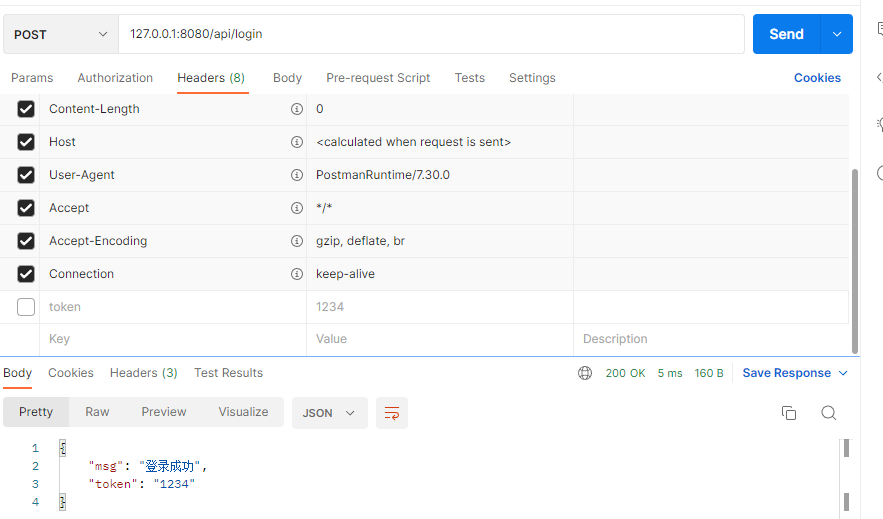 POST 127.0.0.1:8080/api/login Send
Params Authorization Headers (8) Body Pre-request Script Tests Settings Cookies
Content-Length 0
Host <calculated when request is sent>
User-Agent PostmanRuntime/7.30.0
Accept */*
Accept-Encoding gzip, deflate, br
Connection keep-alive
token 1234
Key Value Description
Body Cookies Headers (3) Test Results 200 OK 5 ms 160 B Save Response
Pretty Raw Preview Visualize JSON
1 {
2 "msg": "登录成功",
3 "token": "1234"
4 }